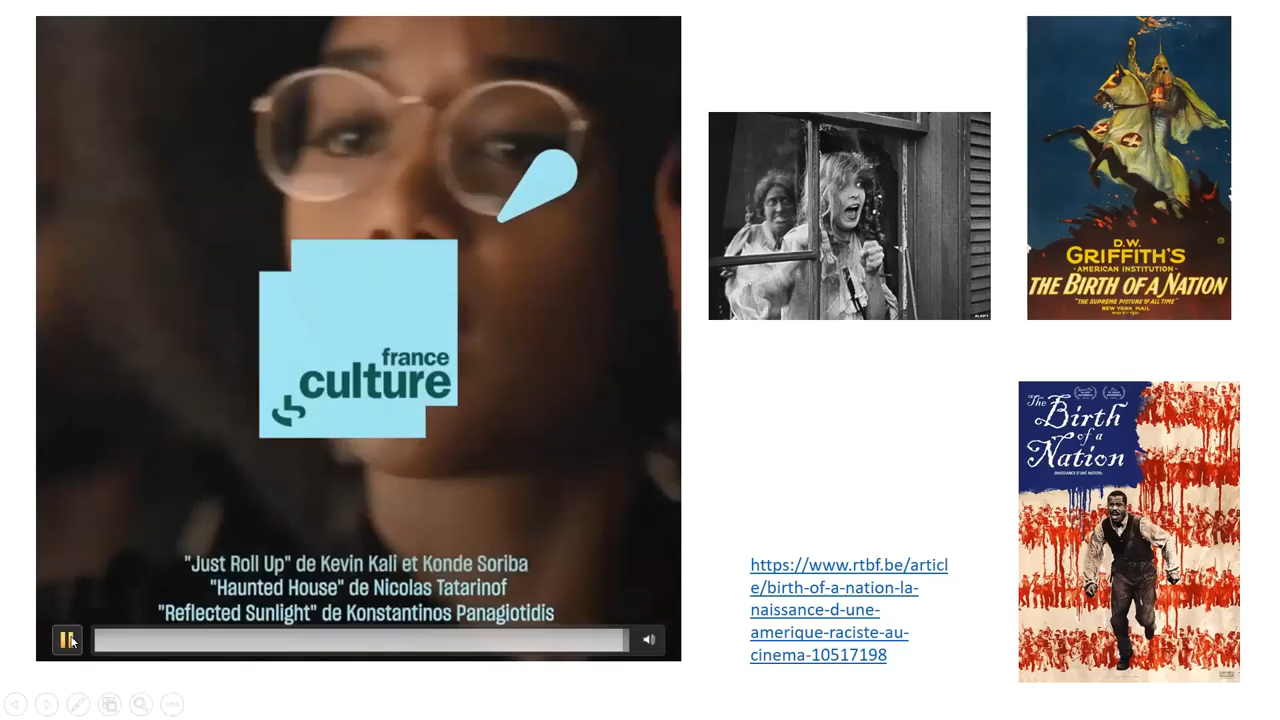 france
culture
"Just Roll Up" de Kevin Kali et Konde Soriba
"Haunted House" de Nicolas Tatarinof
"Reflected Sunlight" de Konstantinos Panagiotidis
ALAMY
D.W.
GRIFFITH'S
-AMERICAN INSTITUTION-
THE BIRTH OF A NATION
"THE SUPREME PICTURE OF ALL TIME"
NEW YORK MAIL
https://www.rtbf.be/articl
e/birth-of-a-nation-la-
naissance-d-une-
amerique-raciste-au-
cinema-10517198
The
Birth
of a
Nation